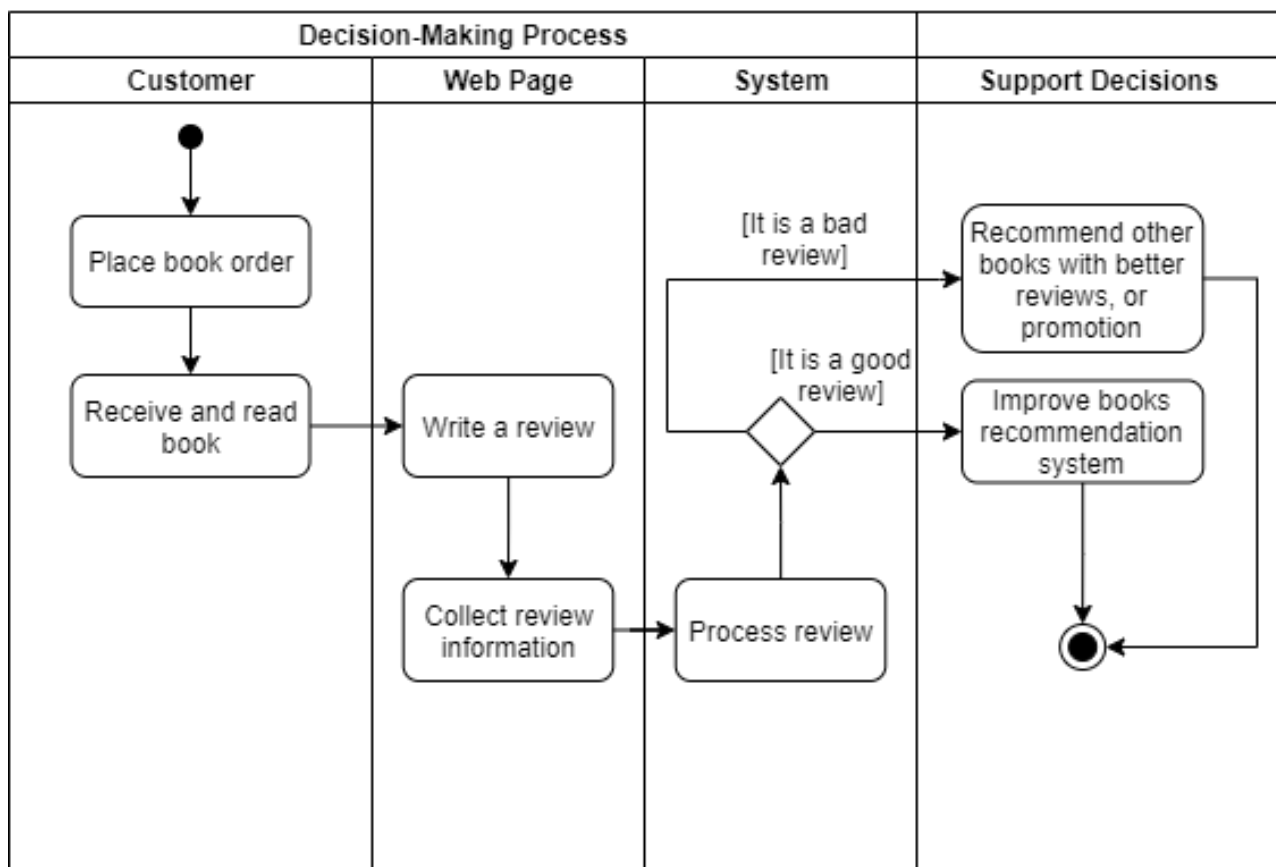 Decision-Making Process
Customer
Web Page
System
Support Decisions
Place book order
Receive and read
book
Write a review
Collect review
information
Process review
[It is a bad
review]
[It is a good
review]
Recommend other
books with better
reviews, or
promotion
Improve books
recommendation
system